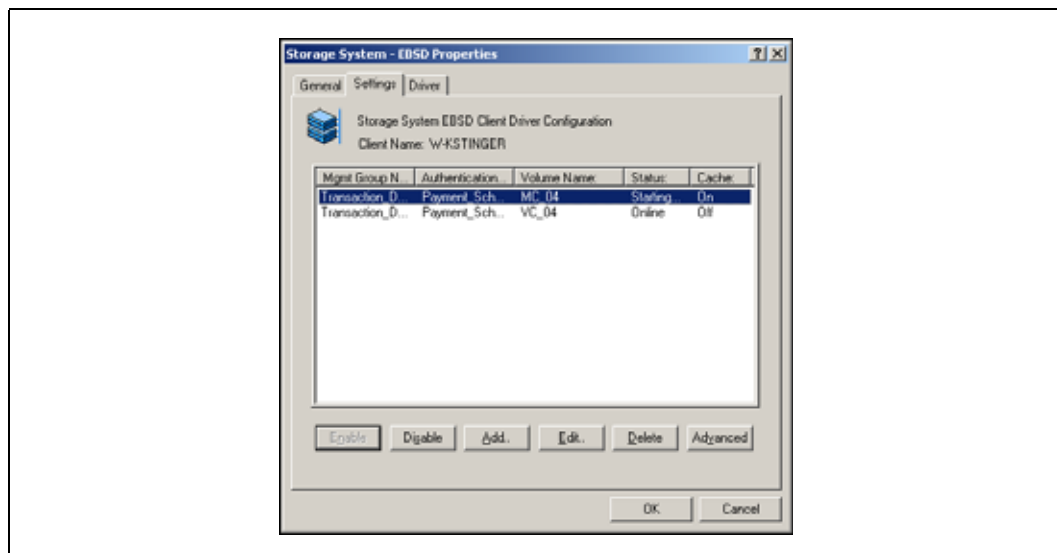 Storage System - EBSD Properties
General Settings Driver
Storage System EBSD Client Driver Configuration
Client Name: W-KSTINGER
Mgmt Group N... Authentication... Volume Name: Status: Cache:
Transaction_D... Payment_Sch... MC_04 Starting... On
Transaction_D... Payment_Sch... VC_04 Online Off
Enable Disable Add.. Edit.. Delete Advanced
OK Cancel